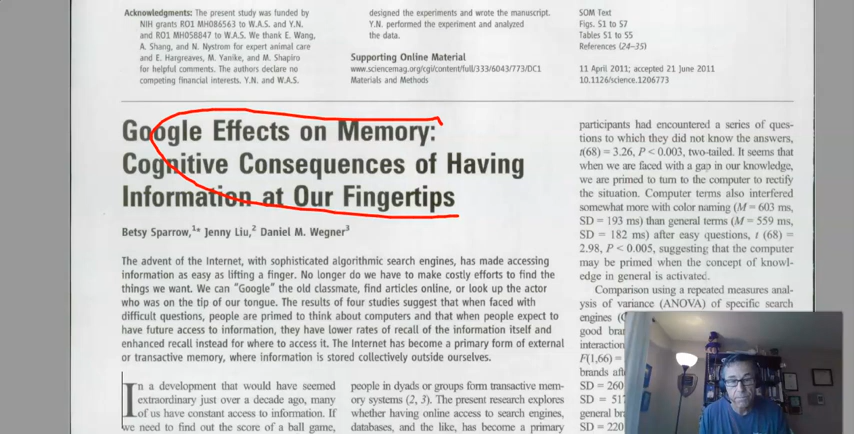 Acknowledgments: The present study was funded by
NIH grants RO1 MH086563 to W.A.S. and Y.N.
and RO1 MH058847 to W.A.S. We thank E. Wang,
A. Shang, and N. Nystrom for expert animal care
and E. Hargreaves, M. Yanike, and M. Shapiro
for helpful comments. The authors declare no
competing financial interests. Y.N. and W.A.S.
designed the experiments and wrote the manuscript.
Y.N. performed the experiment and analyzed
the data.
Supporting Online Material
www.sciencemag.org/cgi/content/full/333/6043/773/DC1
Materials and Methods
SOM Text
Figs. S1 to S7
Tables S1 to S5
References (24–35)
11 April 2011; accepted 21 June 2011
10.1126/science.1206773
Google Effects on Memory:
Cognitive Consequences of Having
Information at Our Fingertips
Betsy Sparrow,1* Jenny Liu,2 Daniel M. Wegner3
The advent of the Internet, with sophisticated algorithmic search engines, has made accessing
information as easy as lifting a finger. No longer do we have to make costly efforts to find the
things we want. We can “Google” the old classmate, find articles online, or look up the actor
who was on the tip of our tongue. The results of four studies suggest that when faced with
difficult questions, people are primed to think about computers and that when people expect to
have future access to information, they have lower rates of recall of the information itself and
enhanced recall instead for where to access it. The Internet has become a primary form of external
or transactive memory, where information is stored collectively outside ourselves.
In a development that would have seemed
extraordinary just over a decade ago, many
of us have constant access to information. If
we need to find out the score of a ball game,
people in dyads or groups form transactive mem-
ory systems (2, 3). The present research explores
whether having online access to search engines,
databases, and the like, has become a primary
participants had encountered a series of ques-
tions to which they did not know the answers,
t(68) = 3.26, P < 0.003, two-tailed. It seems that
when we are faced with a gap in our knowledge,
we are primed to turn to the computer to rectify
the situation. Computer terms also interfered
somewhat more with color naming (M = 603 ms,
SD = 193 ms) than general terms (M = 559 ms,
SD = 182 ms) after easy questions, t (68) =
2.98, P < 0.005, suggesting that the computer
may be primed when the concept of knowl-
edge in general is activated.
Comparison using a repeated measures anal-
ysis of variance (ANOVA) of specific search
engines
good
interaction
F(1,66) =
brands
SD = 260
SD =
general
SD = 220